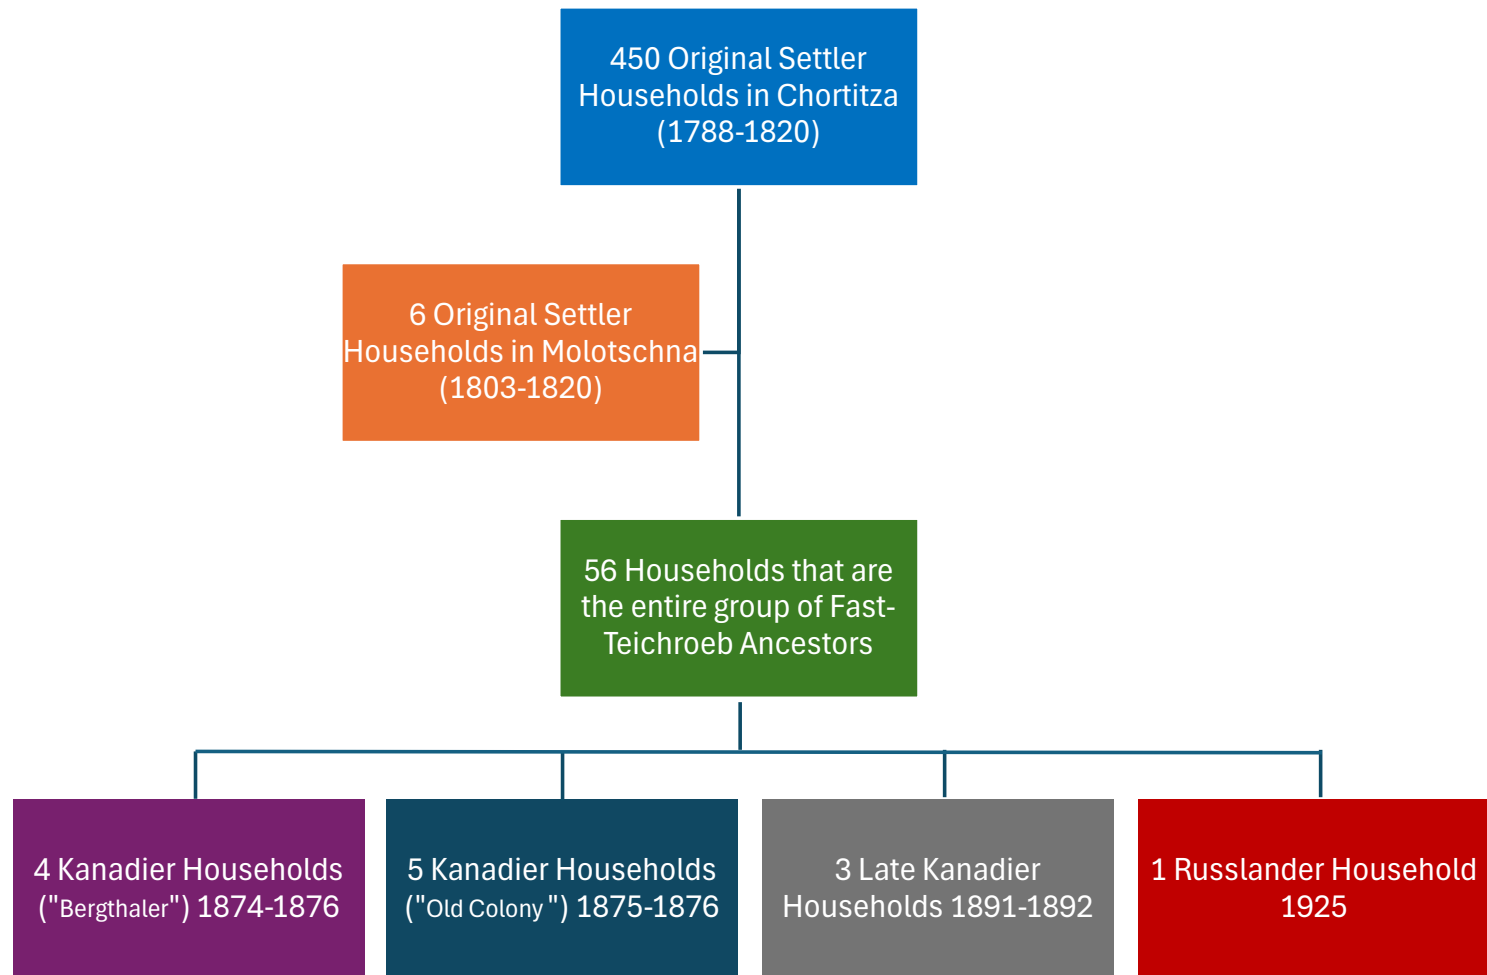 450 Original Settler
Households in Chortitza
(1788-1820)
6 Original Settler
Households in Molotschna
(1803-1820)
56 Households that are
the entire group of Fast-
Teichroeb Ancestors
4 Kanadier Households
("Bergthaler") 1874-1876
5 Kanadier Households
("Old Colony ") 1875-1876
3 Late Kanadier
Households 1891-1892
1 Russlander Household
1925